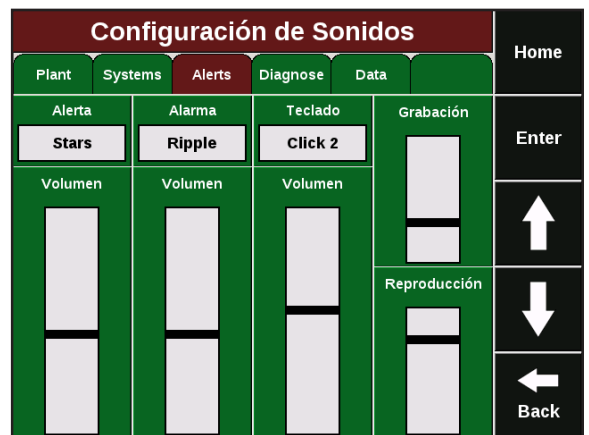 Configuración de Sonidos
Home
Plant Systems Alerts Diagnose Data
Alerta Alarma Teclado Grabación
Stars Ripple Click 2
Enter
Volumen Volumen Volumen
Reproducción
Back